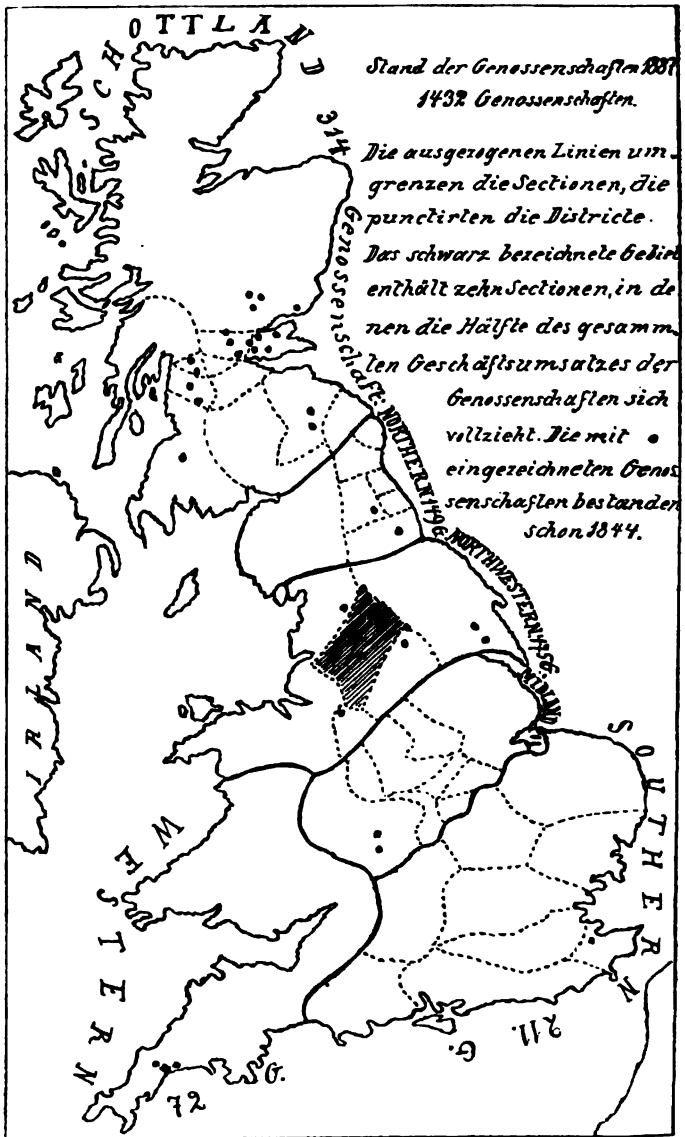 SCHOTTLAND 314 Genossenschaft.
Stand der Genossenschaften
1432 Genossenschaften.
Die ausgezogenen Linien um-
grenzen die Sectionen, die
punctirten die Districte.
Das schwarz bezeichnete Gebiet
enthält zehn Sectionen, in de
nen die Hälfte des gesamm-
ten Geschäftsumsatzes der
Genossenschaften sich
vollzieht. Die mit •
eingezeichneten Genos
senschaften bestanden
schon 1844.
NORTHERN 149 G.
NORTHWESTERN
MIDLAND
IRLAND
SOUTHERN
211. G.
WESTERN
72 G.